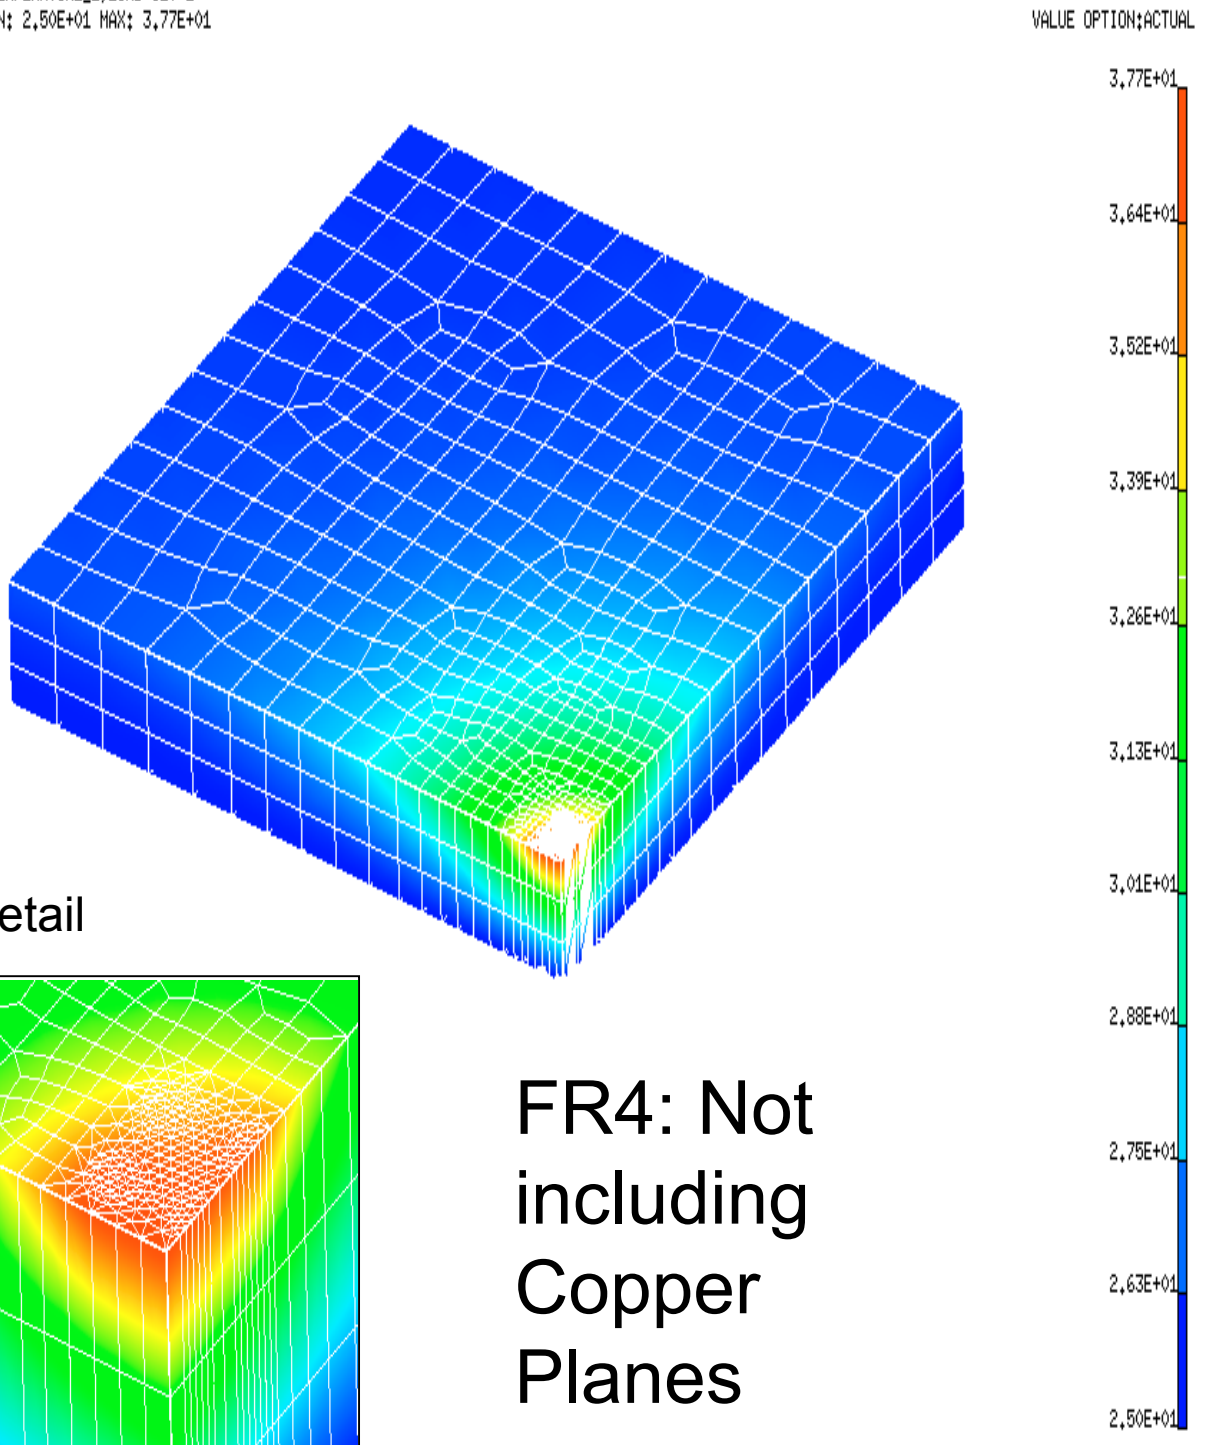 N: 2.50E+01 MAX: 3.77E+01
VALUE OPTION:ACTUAL
3.77E+01
3.64E+01
3.52E+01
3.39E+01
3.26E+01
3.13E+01
3.01E+01
2.88E+01
2.75E+01
2.63E+01
2.50E+01
etail
FR4: Not
including
Copper
Planes